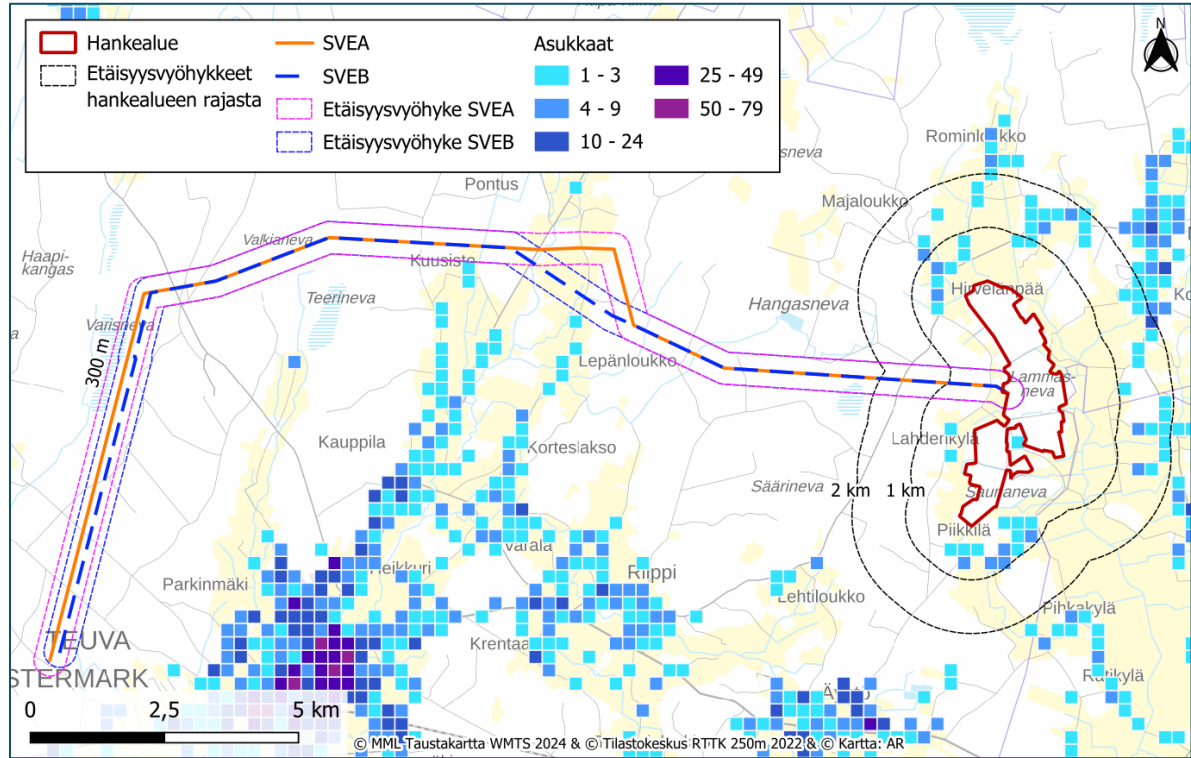 Hankealue
Etäisyysvyöhykkeet
hankealueen rajasta
SVEA
SVEB
Etäisyysvyöhyke SVEA
Etäisyysvyöhyke SVEB
Asukkaat
1 - 3
4 - 9
10 - 24
25 - 49
50 - 79
Rominloukko
Pontus
Majaloukko
Valkianeva
Haapi-
kangas
Kuusisto
Hirvelänpää
Teerineva
Hangasneva
Varisneva
300 m
Lepänloukko
Lammas-
neva
Kauppila
Korteslakso
Lahdenkylä
Säärineva
2 km
1 km
Saunaneva
Piikkilä
Varala
Heikkuri
Riippi
Parkinmäki
Lehtiloukko
Pihkakylä
Krentaa
TEUVA
STERMARK
Rätikylä
Äystö
0
2,5
5 km
© MML Taustakartta WMTS 2024 & © Tilastokeskus RTTK 250m 2022 & © Kartta: AR